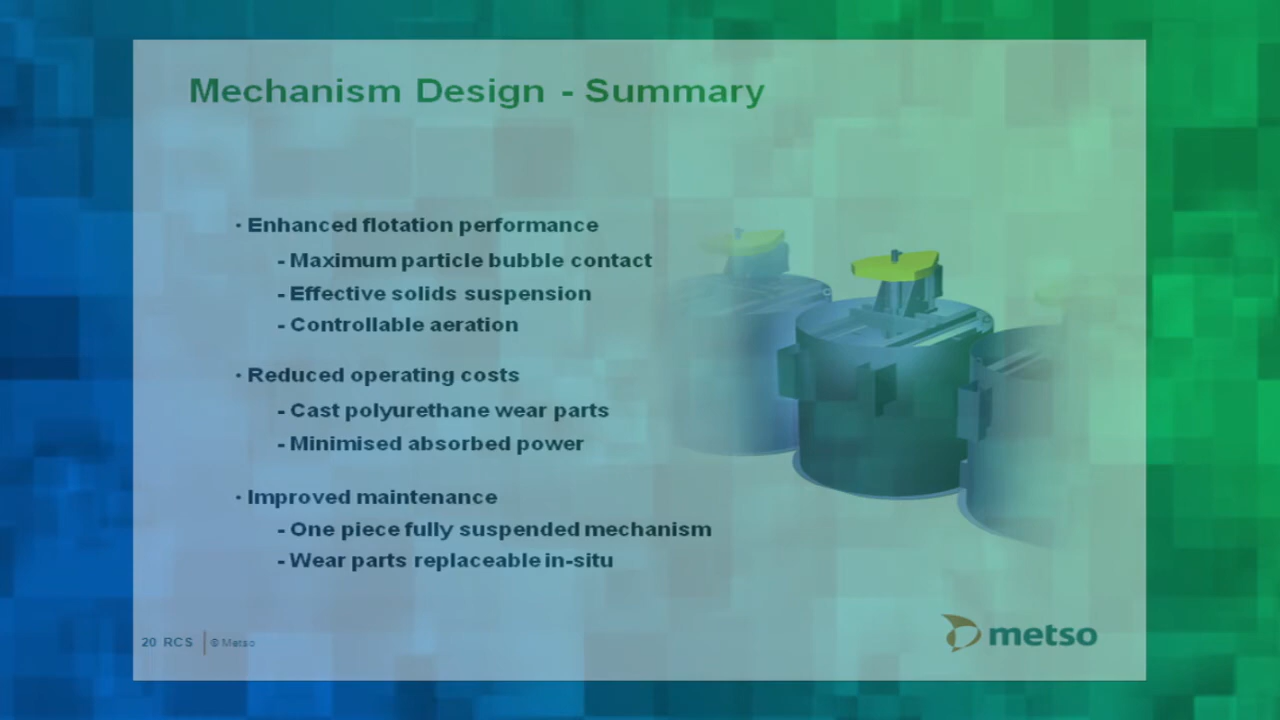 Mechanism Design - Summary
· Enhanced flotation performance
- Maximum particle bubble contact
- Effective solids suspension
- Controllable aeration
· Reduced operating costs
- Cast polyurethane wear parts
- Minimised absorbed power
· Improved maintenance
- One piece fully suspended mechanism
- Wear parts replaceable in-situ
20 RCS
© Metso
metso